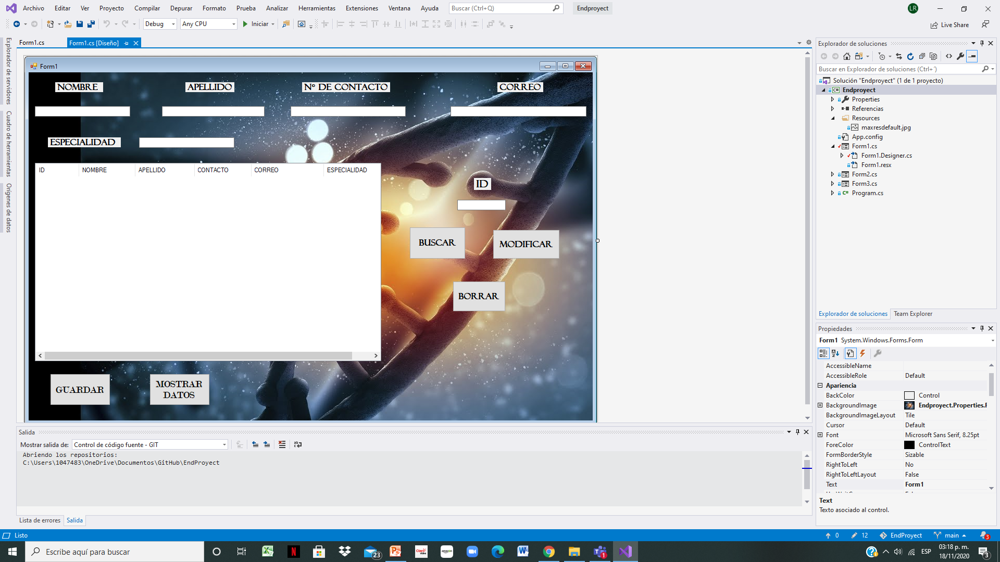 Archivo Editar Ver Proyecto Compilar Depurar Formato Prueba Analizar Herramientas Extensiones Ventana Ayuda Buscar (Ctrl+Q) Endproyect LR
Debug Any CPU Iniciar Live Share
Form1.cs Form1.cs [Diseño]
Explorador de servidores
Cuadro de herramientas
Orígenes de datos
Form1
NOMBRE APELLIDO Nº DE CONTACTO CORREO
ESPECIALIDAD
ID NOMBRE APELLIDO CONTACTO CORREO ESPECIALIDAD
ID
BUSCAR MODIFICAR
BORRAR
GUARDAR MOSTRAR
DATOS
Salida
Mostrar salida de: Control de código fuente - GIT
Abriendo los repositorios:
C:\Users\1047483\OneDrive\Documentos\GitHub\EndProyect
Lista de errores Salida
Explorador de soluciones
Buscar en Explorador de soluciones (Ctrl+´)
Solución "Endproyect" (1 de 1 proyecto)
Endproyect
Properties
Referencias
Resources
maxresdefault.jpg
App.config
Form1.cs
Form1.Designer.cs
Form1.resx
Form2.cs
Form3.cs
Program.cs
Explorador de soluciones Team Explorer
Propiedades
Form1 System.Windows.Forms.Form
AccessibleName
AccessibleRole Default
Apariencia
BackColor Control
BackgroundImage Endproyect.Properties.R
BackgroundImageLayout Tile
Cursor Default
Font Microsoft Sans Serif, 8.25pt
ForeColor ControlText
FormBorderStyle Sizable
RightToLeft No
RightToLeftLayout False
Text Form1
Text
Texto asociado al control.
Listo 0 12 EndProyect main 3
Escribe aquí para buscar 23 1 ESP 03:18 p. m.
18/11/2020 3